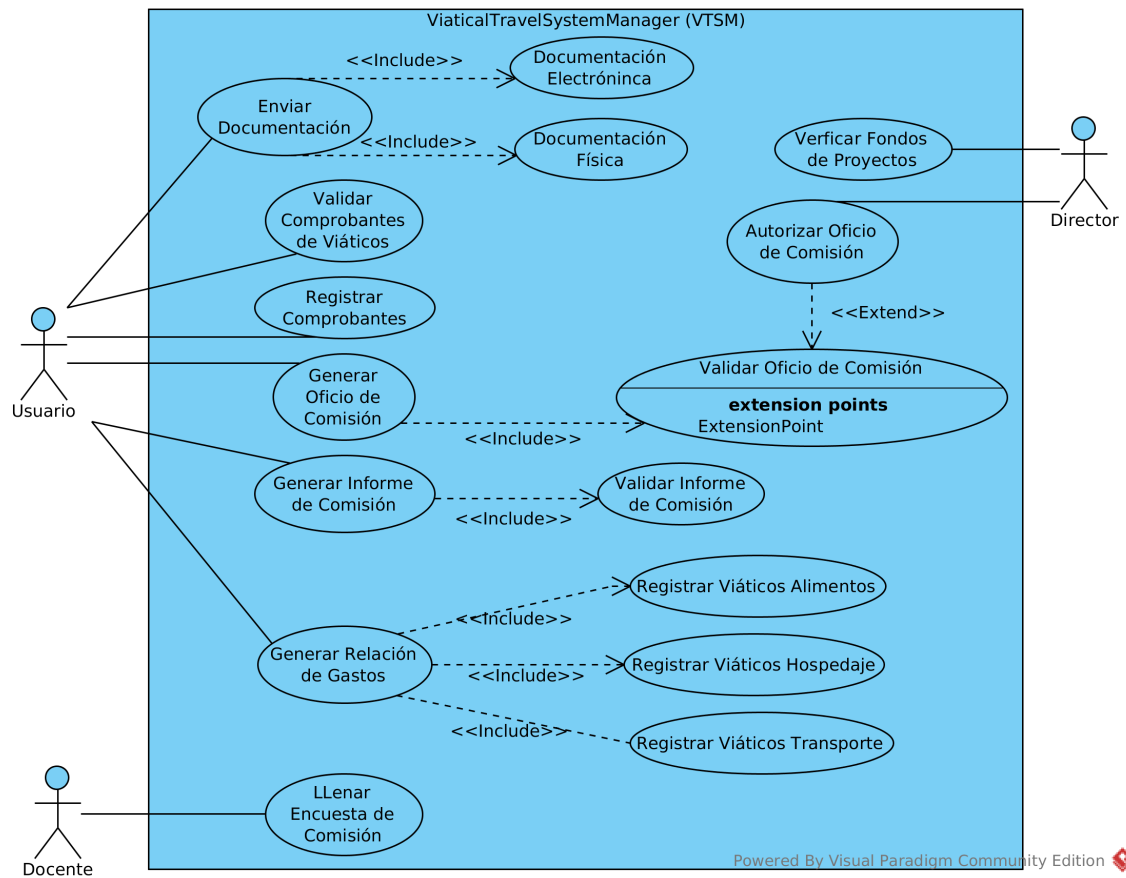 ViaticalTravelSystemManager (VTSM)
<<Include>>
Documentación
Electróninca
Enviar
Documentación
<<Include>>
Documentación
Física
Verficar Fondos
de Proyectos
Director
Validar
Comprobantes
de Viáticos
Autorizar Oficio
de Comisión
<<Extend>>
Registrar
Comprobantes
Usuario
Generar
Oficio de
Comisión
<<Include>>
Validar Oficio de Comisión
extension points
ExtensionPoint
Generar Informe
de Comisión
<<Include>>
Validar Informe
de Comisión
Registrar Viáticos Alimentos
<<Include>>
Generar Relación
de Gastos
<<Include>>
Registrar Viáticos Hospedaje
<<Include>>
Registrar Viáticos Transporte
LLenar
Encuesta de
Comisión
Docente
Powered By Visual Paradigm Community Edition